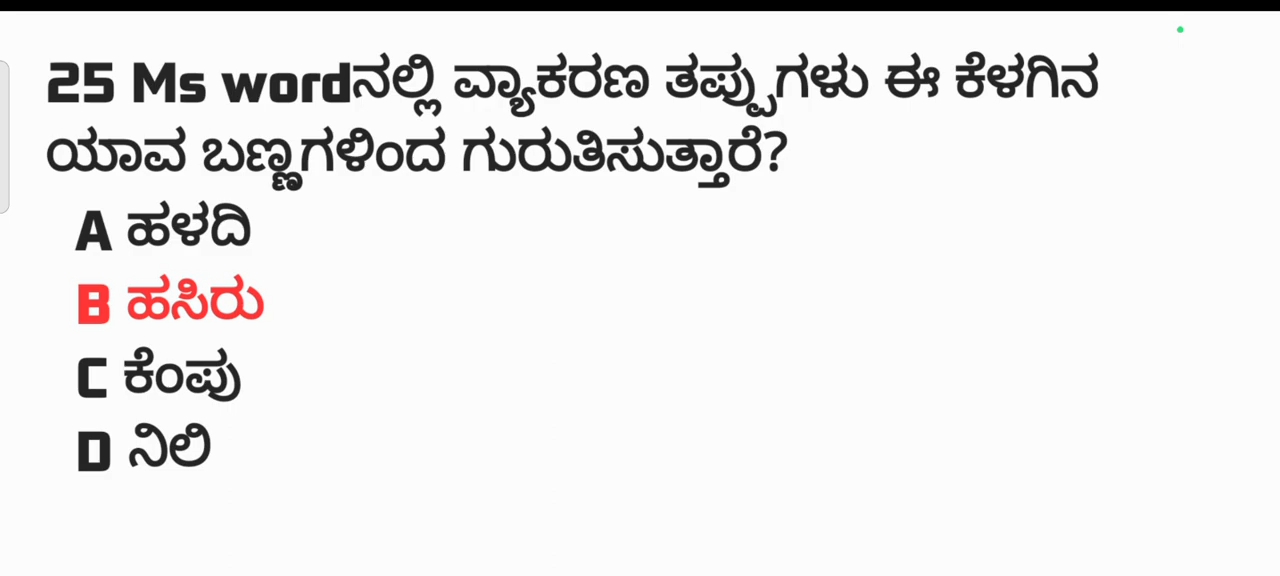 25 Ms wordನಲ್ಲಿ ವ್ಯಾಕರಣ ತಪ್ಪುಗಳು ಈ ಕೆಳಗಿನ
ಯಾವ ಬಣ್ಣಗಳಿಂದ ಗುರುತಿಸುತ್ತಾರೆ?
A ಹಳದಿ
B ಹಸಿರು
C ಕೆಂಪು
D ನಿಲಿ